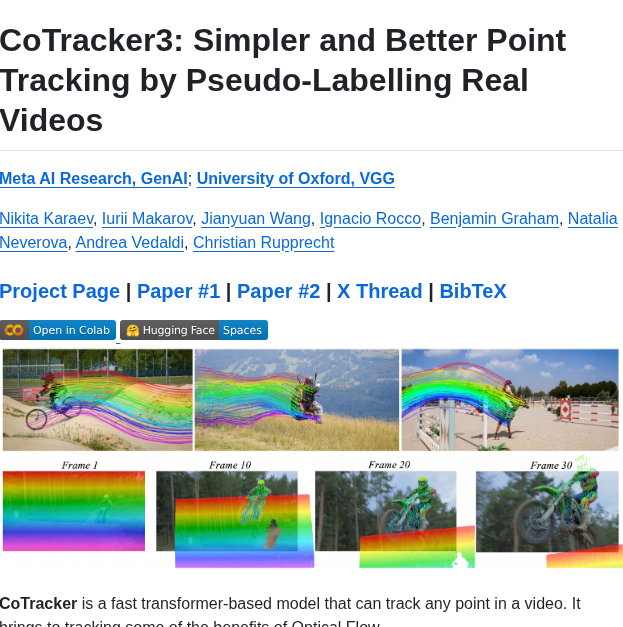 CoTracker3: Simpler and Better Point
Tracking by Pseudo-Labelling Real
Videos
Meta AI Research, GenAI; University of Oxford, VGG
Nikita Karaev, Iurii Makarov, Jianyuan Wang, Ignacio Rocco, Benjamin Graham, Natalia
Neverova, Andrea Vedaldi, Christian Rupprecht
Project Page | Paper #1 | Paper #2 | X Thread | BibTeX
Open in Colab Hugging Face Spaces
Frame 1 Frame 10 Frame 20 Frame 30
CoTracker is a fast transformer-based model that can track any point in a video. It
brings to tracking some of the benefits of Optical Flow.